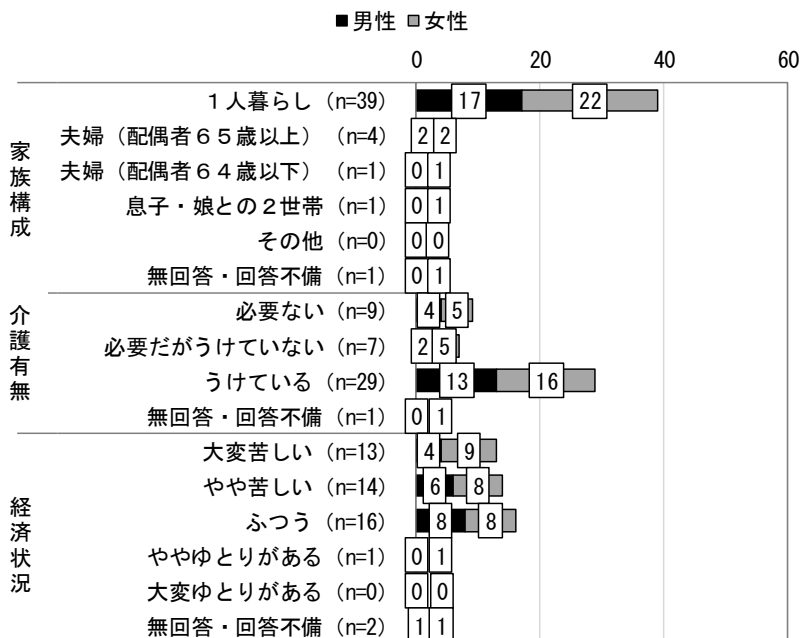 ■男性 ■女性
0 20 40 60
家族構成
1人暮らし (n=39) 17 22
夫婦（配偶者６５歳以上） (n=4) 2 2
夫婦（配偶者６４歳以下） (n=1) 0 1
息子・娘との２世帯 (n=1) 0 1
その他 (n=0) 0 0
無回答・回答不備 (n=1) 0 1
介護有無
必要ない (n=9) 4 5
必要だがうけていない (n=7) 2 5
うけている (n=29) 13 16
無回答・回答不備 (n=1) 0 1
経済状況
大変苦しい (n=13) 4 9
やや苦しい (n=14) 6 8
ふつう (n=16) 8 8
ややゆとりがある (n=1) 0 1
大変ゆとりがある (n=0) 0 0
無回答・回答不備 (n=2) 1 1